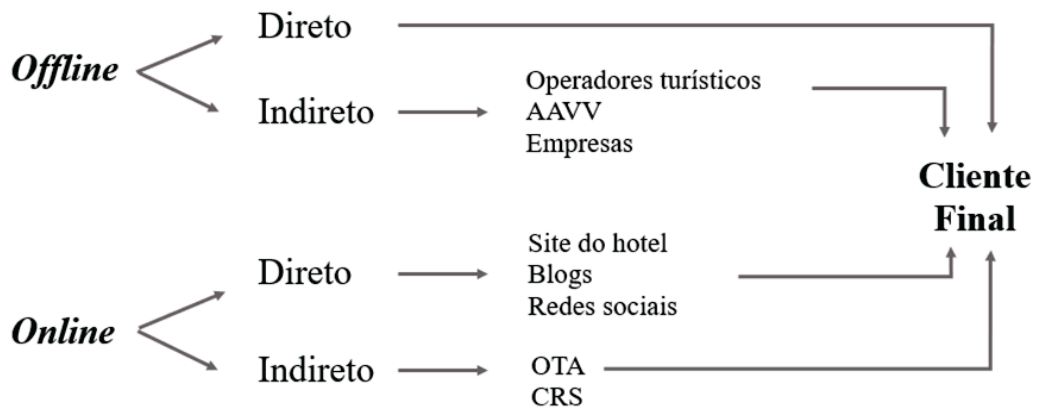 Offline
Direto
Indireto
Operadores turísticos
AAVV
Empresas
Cliente
Final
Online
Direto
Site do hotel
Blogs
Redes sociais
Indireto
OTA
CRS